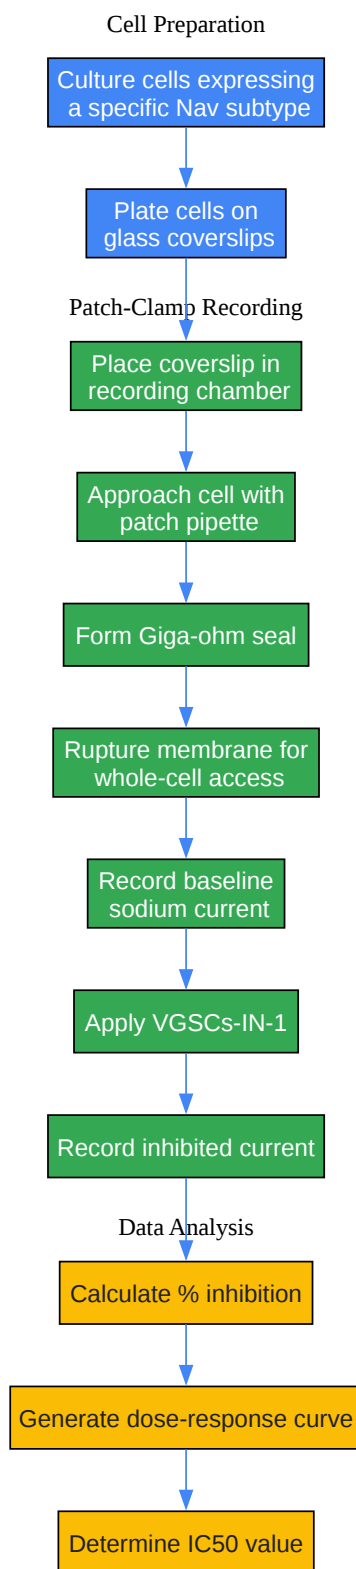 Cell Preparation
Culture cells expressing
a specific Nav subtype
Plate cells on
glass coverslips
Patch-Clamp Recording
Place coverslip in
recording chamber
Approach cell with
patch pipette
Form Giga-ohm seal
Rupture membrane for
whole-cell access
Record baseline
sodium current
Apply VGSCs-IN-1
Record inhibited current
Data Analysis
Calculate % inhibition
Generate dose-response curve
Determine IC50 value